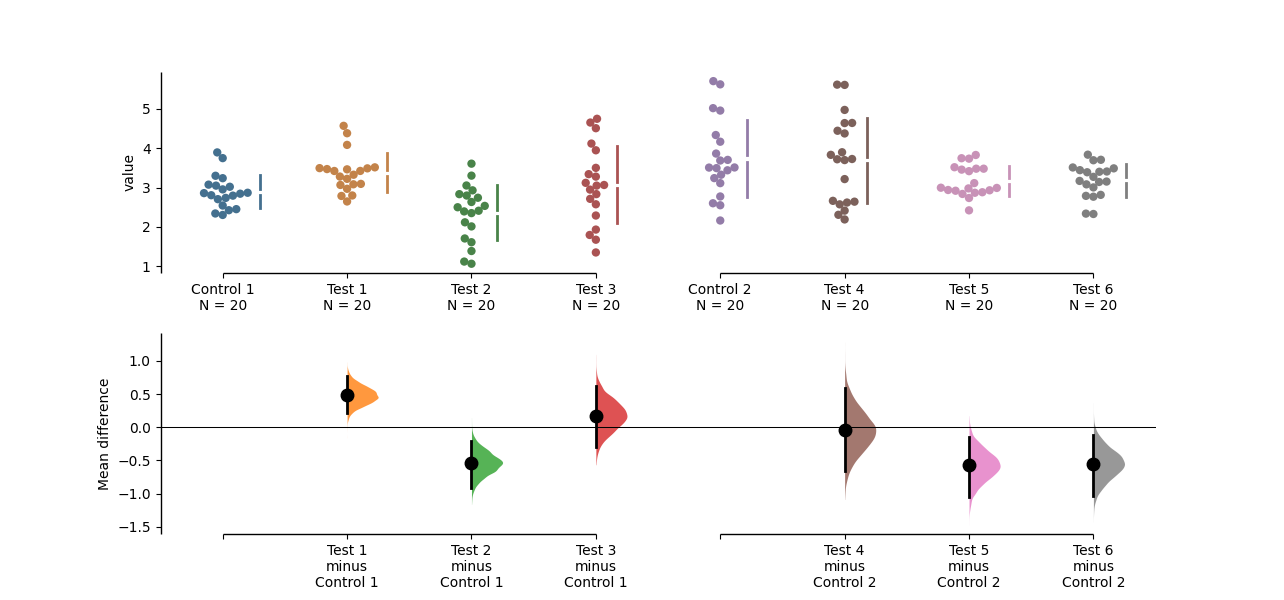 5
4
3
2
1
value
Control 1 Test 1 Test 2 Test 3 Control 2 Test 4 Test 5 Test 6
N = 20 N = 20 N = 20 N = 20 N = 20 N = 20 N = 20 N = 20
1.0
0.5
0.0
−0.5
−1.0
−1.5
Mean difference
Test 1 Test 2 Test 3 Test 4 Test 5 Test 6
minus minus minus minus minus minus
Control 1 Control 1 Control 1 Control 2 Control 2 Control 2